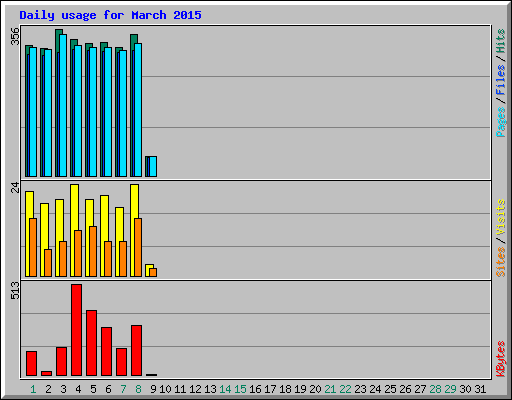 Daily usage for March 2015
356
Pages/Files/Hits
24
Sites/Visits
513
KBytes
1 2 3 4 5 6 7 8 9 10 11 12 13 14 15 16 17 18 19 20 21 22 23 24 25 26 27 28 29 30 31